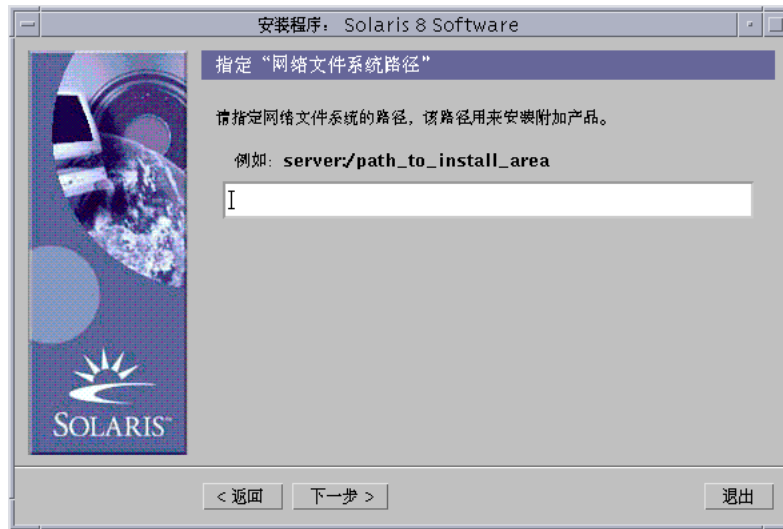 安装程序： Solaris 8 Software
指定“网络文件系统路径”
请指定网络文件系统的路径，该路径用来安装附加产品。
例如: server:/path_to_install_area
SOLARIS™
< 返回
下一步 >
退出